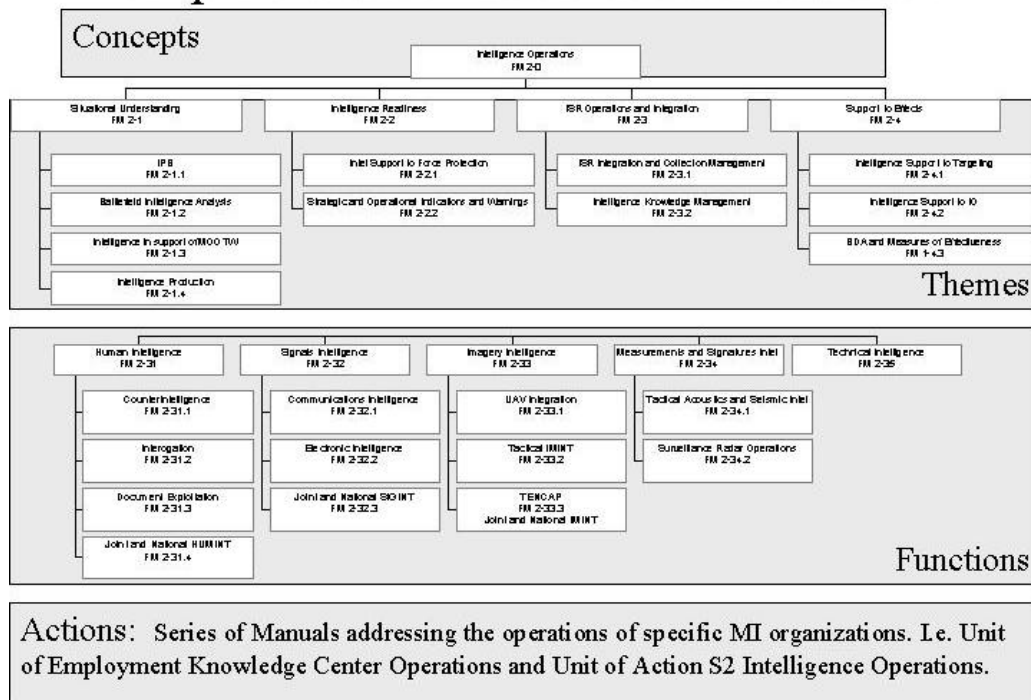 Concepts
Intelligence Operations
FM 2-0
Situational Understanding
FM 2-1
Intelligence Readiness
FM 2-2
ISR Operations and Integration
FM 2-3
Support to Effects
FM 2-4
IPB
FM 2-1.1
Battlefield Intelligence Analysis
FM 2-1.2
Intelligence in support of MOOTW
FM 2-1.3
Intelligence Production
FM 2-1.4
Intel Support to Force Protection
FM 2-2.1
Strategic and Operational Indications and Warnings
FM 2-2.2
ISR Integration and Collection Management
FM 2-3.1
Intelligence Knowledge Management
FM 2-3.2
Intelligence Support to Targeting
FM 2-4.1
Intelligence Support to IO
FM 2-4.2
BDA and Measures of Effectiveness
FM 1-4.3
Themes
Human Intelligence
FM 2-31
Signals Intelligence
FM 2-32
Imagery Intelligence
FM 2-33
Measurements and Signatures Intel
FM 2-34
Technical Intelligence
FM 2-35
CounterIntelligence
FM 2-31.1
Interogation
FM 2-31.2
Document Exploitation
FM 2-31.3
Joint and National HUMINT
FM 2-31.4
Communications Intelligence
FM 2-32.1
Electronic Intelligence
FM 2-32.2
Joint and National SIGINT
FM 2-32.3
UAV Integration
FM 2-33.1
Tactical IMINT
FM 2-33.2
TENCAP
FM 2-33.3
Joint and National IMINT
Tactical Acoustics and Seismic Intel
FM 2-34.1
Surveillance Radar Operations
FM 2-34.2
Functions
Actions: Series of Manuals addressing the operations of specific MI organizations. I.e. Unit
of Employment Knowledge Center Operations and Unit of Action S2 Intelligence Operations.